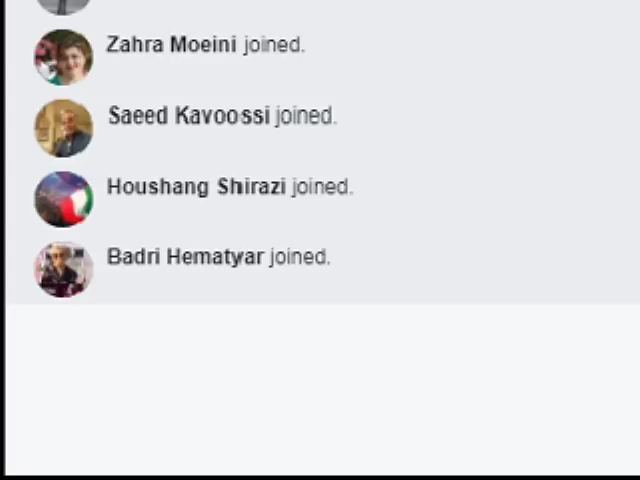 Zahra Moeini joined.
Saeed Kavoossi joined.
Houshang Shirazi joined.
Badri Hematyar joined.